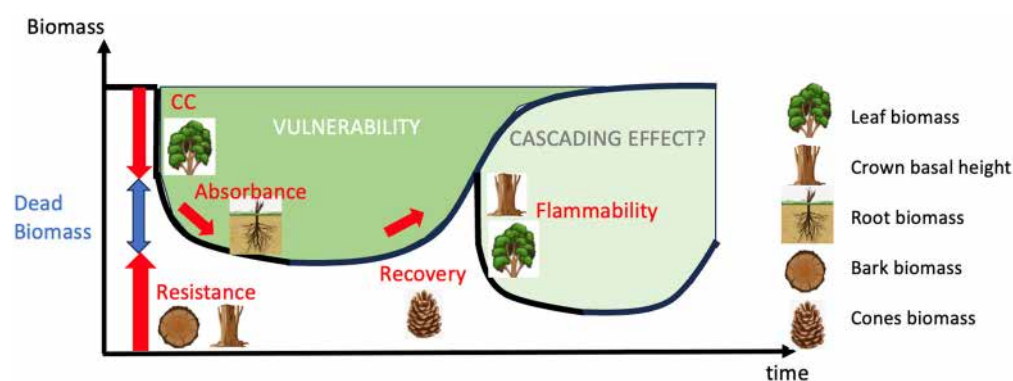 Biomass
CC
VULNERABILITY
CASCADING EFFECT?
Leaf biomass
Crown basal height
Absorbance
Flammability
Dead
Biomass
Root biomass
Recovery
Resistance
Bark biomass
Cones biomass
time